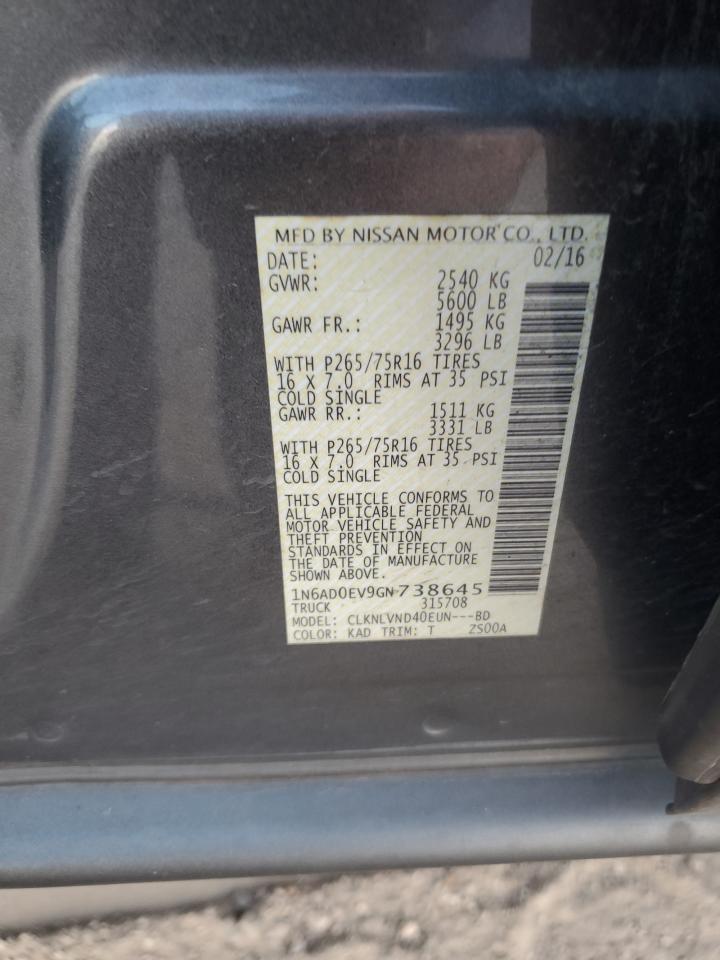 MFD BY NISSAN MOTOR CO., LTD.
DATE: 02/16
GVWR: 2540 KG
5600 LB
GAWR FR.: 1495 KG
3296 LB
WITH P265/75R16 TIRES
16 X 7.0 RIMS AT 35 PSI
COLD SINGLE
GAWR RR.: 1511 KG
3331 LB
WITH P265/75R16 TIRES
16 X 7.0 RIMS AT 35 PSI
COLD SINGLE
THIS VEHICLE CONFORMS TO
ALL APPLICABLE FEDERAL
MOTOR VEHICLE SAFETY AND
THEFT PREVENTION
STANDARDS IN EFFECT ON
THE DATE OF MANUFACTURE
SHOWN ABOVE.
1N6AD0EV9GN738645
TRUCK 315708
MODEL: CLKNLVND40EUN---BD
COLOR: KAD TRIM: T ZS00A